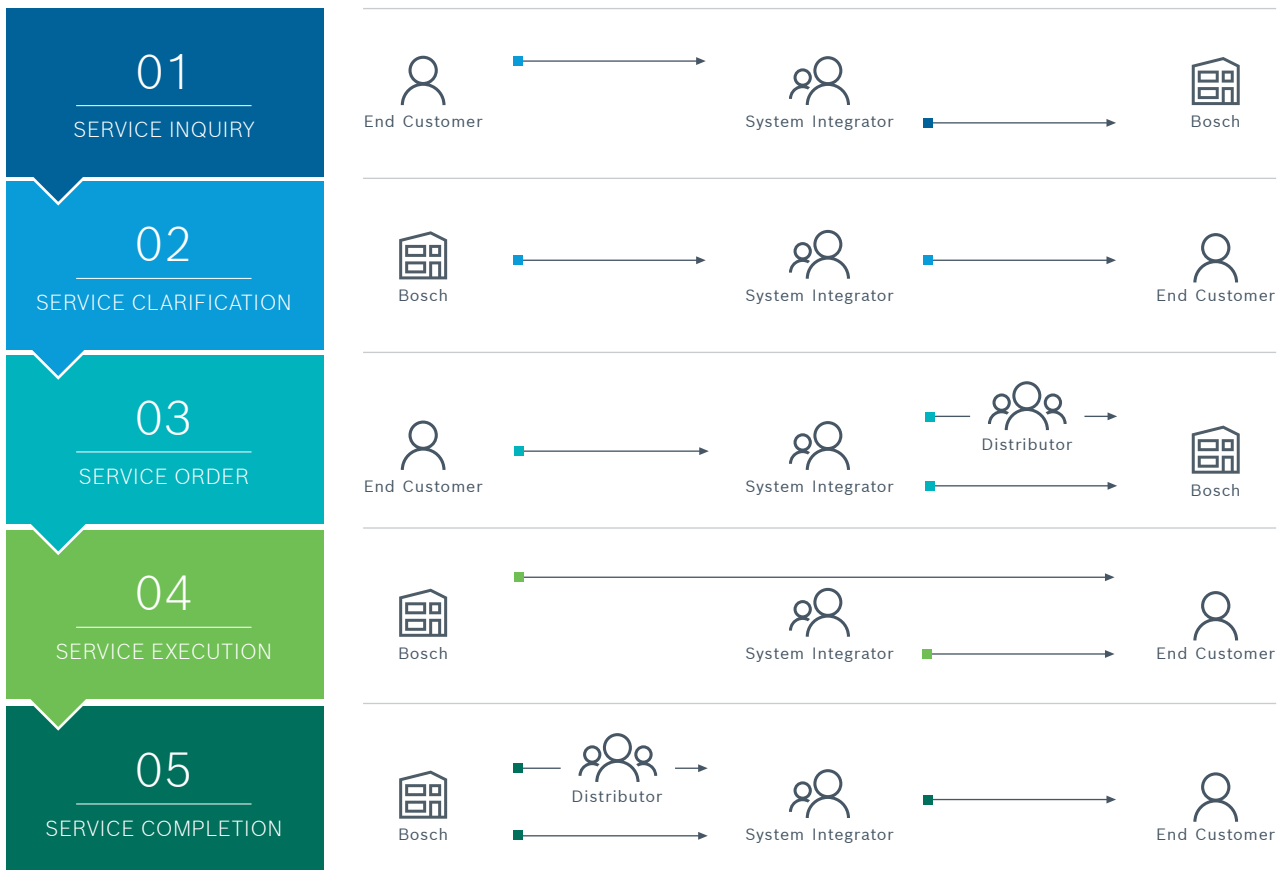 01
SERVICE INQUIRY
End Customer
System Integrator
Bosch
02
SERVICE CLARIFICATION
Bosch
System Integrator
End Customer
03
SERVICE ORDER
End Customer
System Integrator
Distributor
Bosch
04
SERVICE EXECUTION
Bosch
System Integrator
End Customer
05
SERVICE COMPLETION
Bosch
Distributor
System Integrator
End Customer